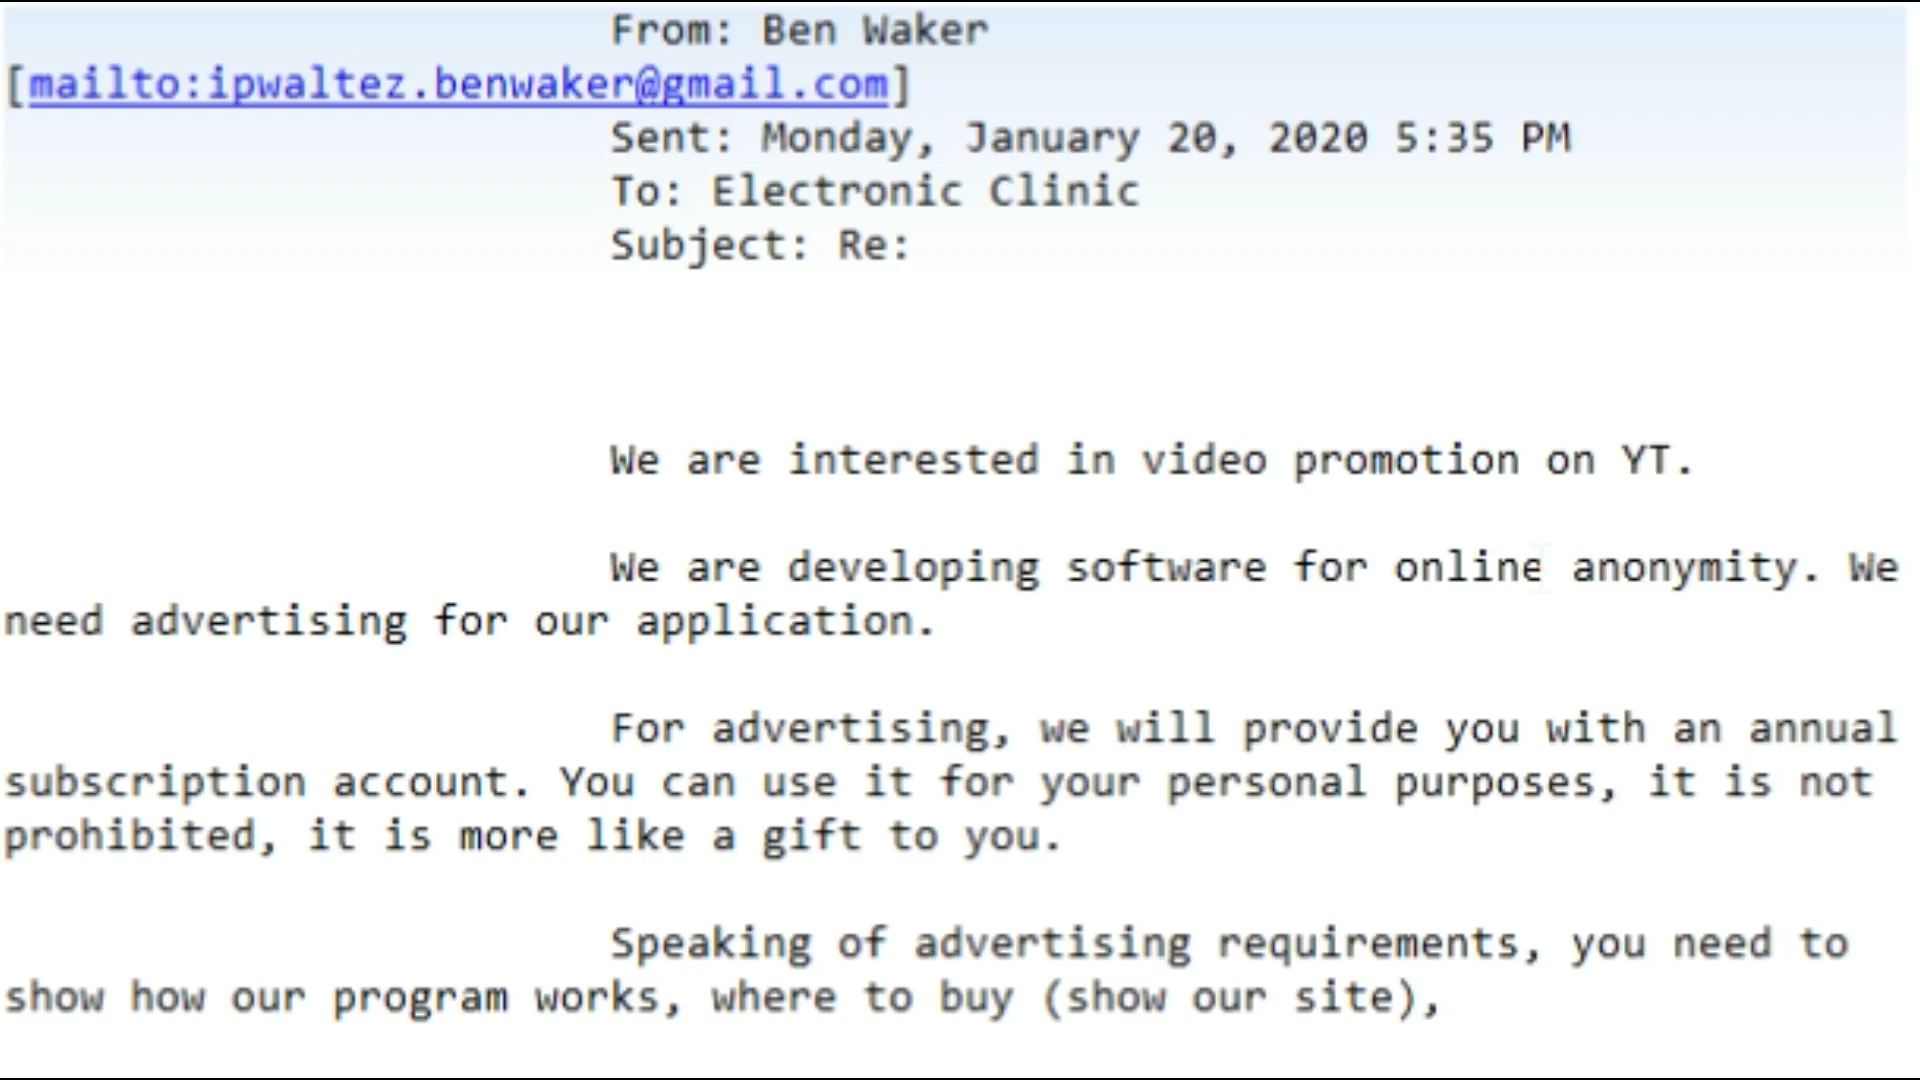 From: Ben Waker
[mailto:ipwaltez.benwaker@gmail.com]
Sent: Monday, January 20, 2020 5:35 PM
To: Electronic Clinic
Subject: Re:
We are interested in video promotion on YT.
We are developing software for online anonymity. We
need advertising for our application.
For advertising, we will provide you with an annual
subscription account. You can use it for your personal purposes, it is not
prohibited, it is more like a gift to you.
Speaking of advertising requirements, you need to
show how our program works, where to buy (show our site),